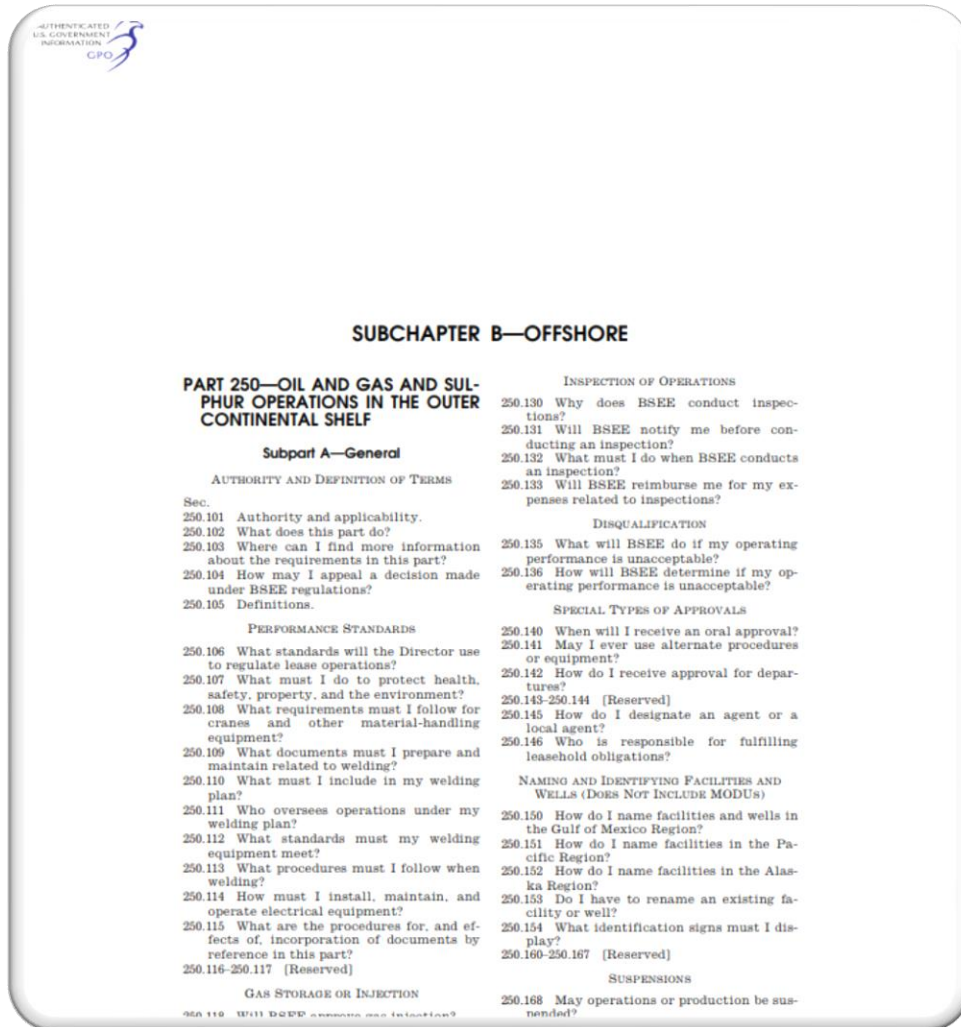 AUTHENTICATED
U.S. GOVERNMENT
INFORMATION
GPO
SUBCHAPTER B—OFFSHORE
PART 250—OIL AND GAS AND SUL-
PHUR OPERATIONS IN THE OUTER
CONTINENTAL SHELF
Subpart A—General
AUTHORITY AND DEFINITION OF TERMS
Sec.
250.101 Authority and applicability.
250.102 What does this part do?
250.103 Where can I find more information
about the requirements in this part?
250.104 How may I appeal a decision made
under BSEE regulations?
250.105 Definitions.
PERFORMANCE STANDARDS
250.106 What standards will the Director use
to regulate lease operations?
250.107 What must I do to protect health,
safety, property, and the environment?
250.108 What requirements must I follow for
cranes and other material-handling
equipment?
250.109 What documents must I prepare and
maintain related to welding?
250.110 What must I include in my welding
plan?
250.111 Who oversees operations under my
welding plan?
250.112 What standards must my welding
equipment meet?
250.113 What procedures must I follow when
welding?
250.114 How must I install, maintain, and
operate electrical equipment?
250.115 What are the procedures for, and ef-
fects of, incorporation of documents by
reference in this part?
250.116–250.117 [Reserved]
GAS STORAGE OR INJECTION
250.118 Will BSEE approve gas injection?
INSPECTION OF OPERATIONS
250.130 Why does BSEE conduct inspec-
tions?
250.131 Will BSEE notify me before con-
ducting an inspection?
250.132 What must I do when BSEE conducts
an inspection?
250.133 Will BSEE reimburse me for my ex-
penses related to inspections?
DISQUALIFICATION
250.135 What will BSEE do if my operating
performance is unacceptable?
250.136 How will BSEE determine if my op-
erating performance is unacceptable?
SPECIAL TYPES OF APPROVALS
250.140 When will I receive an oral approval?
250.141 May I ever use alternate procedures
or equipment?
250.142 How do I receive approval for depar-
tures?
250.143–250.144 [Reserved]
250.145 How do I designate an agent or a
local agent?
250.146 Who is responsible for fulfilling
leasehold obligations?
NAMING AND IDENTIFYING FACILITIES AND
WELLS (DOES NOT INCLUDE MODUS)
250.150 How do I name facilities and wells in
the Gulf of Mexico Region?
250.151 How do I name facilities in the Pa-
cific Region?
250.152 How do I name facilities in the Alas-
ka Region?
250.153 Do I have to rename an existing fa-
cility or well?
250.154 What identification signs must I dis-
play?
250.160–250.167 [Reserved]
SUSPENSIONS
250.168 May operations or production be sus-
pended?